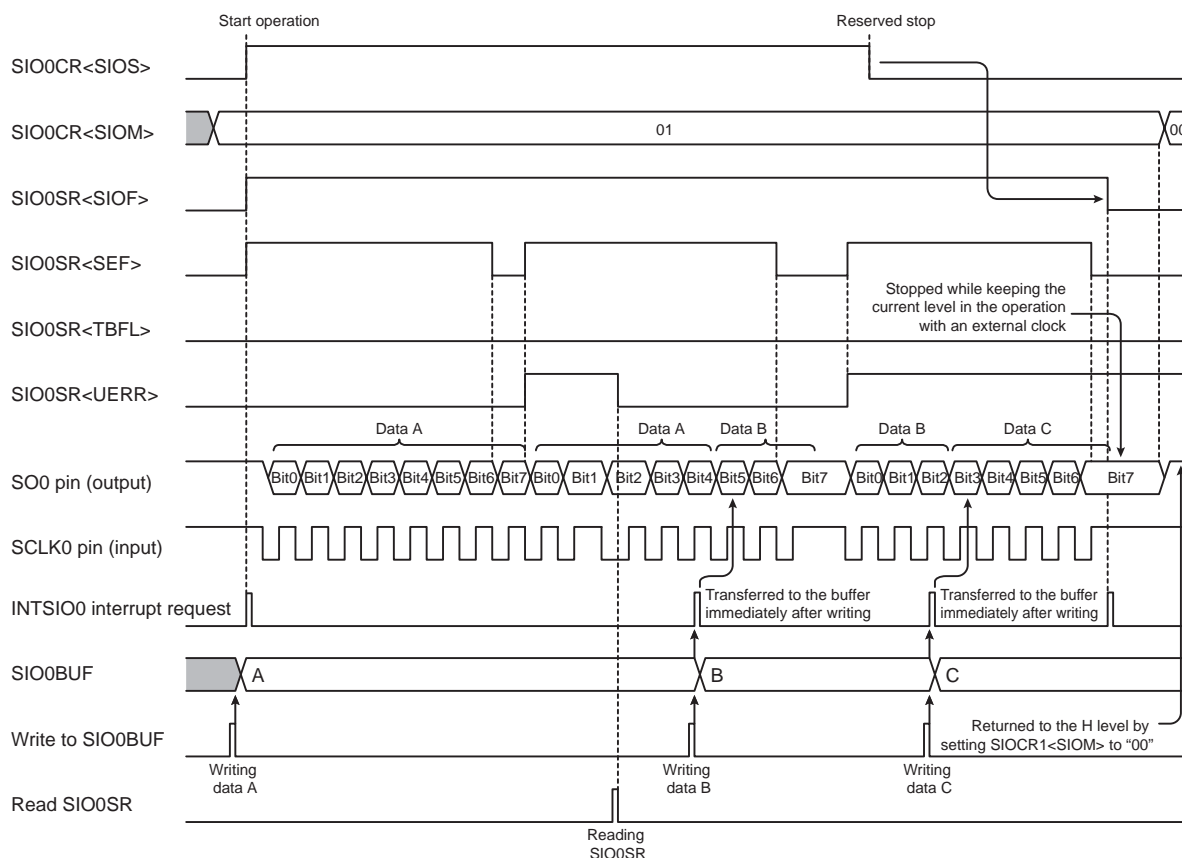 Start operation
Reserved stop
SIO0CR<SIOS>
SIO0CR<SIOM>
01
00
SIO0SR<SIOF>
SIO0SR<SEF>
Stopped while keeping the
current level in the operation
with an external clock
SIO0SR<TBFL>
SIO0SR<UERR>
Data A
Data A
Data B
Data B
Data C
SO0 pin (output)
Bit0 Bit1 Bit2 Bit3 Bit4 Bit5 Bit6 Bit7 Bit0 Bit1 Bit2 Bit3 Bit4 Bit5 Bit6 Bit7 Bit0 Bit1 Bit2 Bit3 Bit4 Bit5 Bit6 Bit7
SCLK0 pin (input)
INTSIO0 interrupt request
Transferred to the buffer
immediately after writing
Transferred to the buffer
immediately after writing
SIO0BUF
A
B
C
Write to SIO0BUF
Returned to the H level by
setting SIOCR1<SIOM> to “00”
Writing
data A
Writing
data B
Writing
data C
Read SIO0SR
Reading
SIO0SR